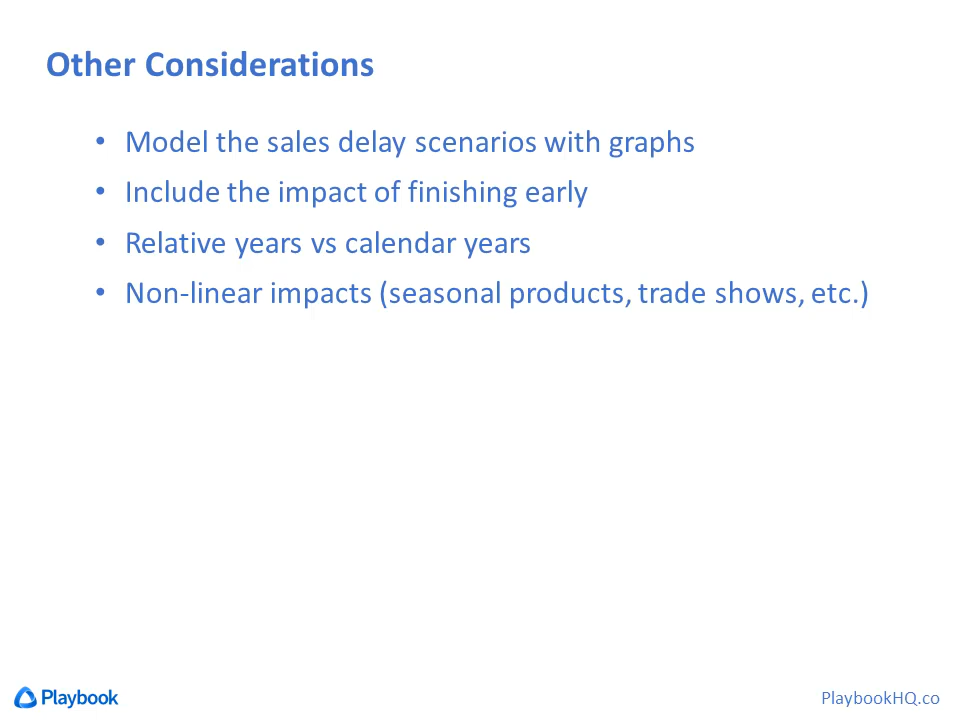 Other Considerations
• Model the sales delay scenarios with graphs
• Include the impact of finishing early
• Relative years vs calendar years
• Non-linear impacts (seasonal products, trade shows, etc.)
Playbook
PlaybookHQ.co